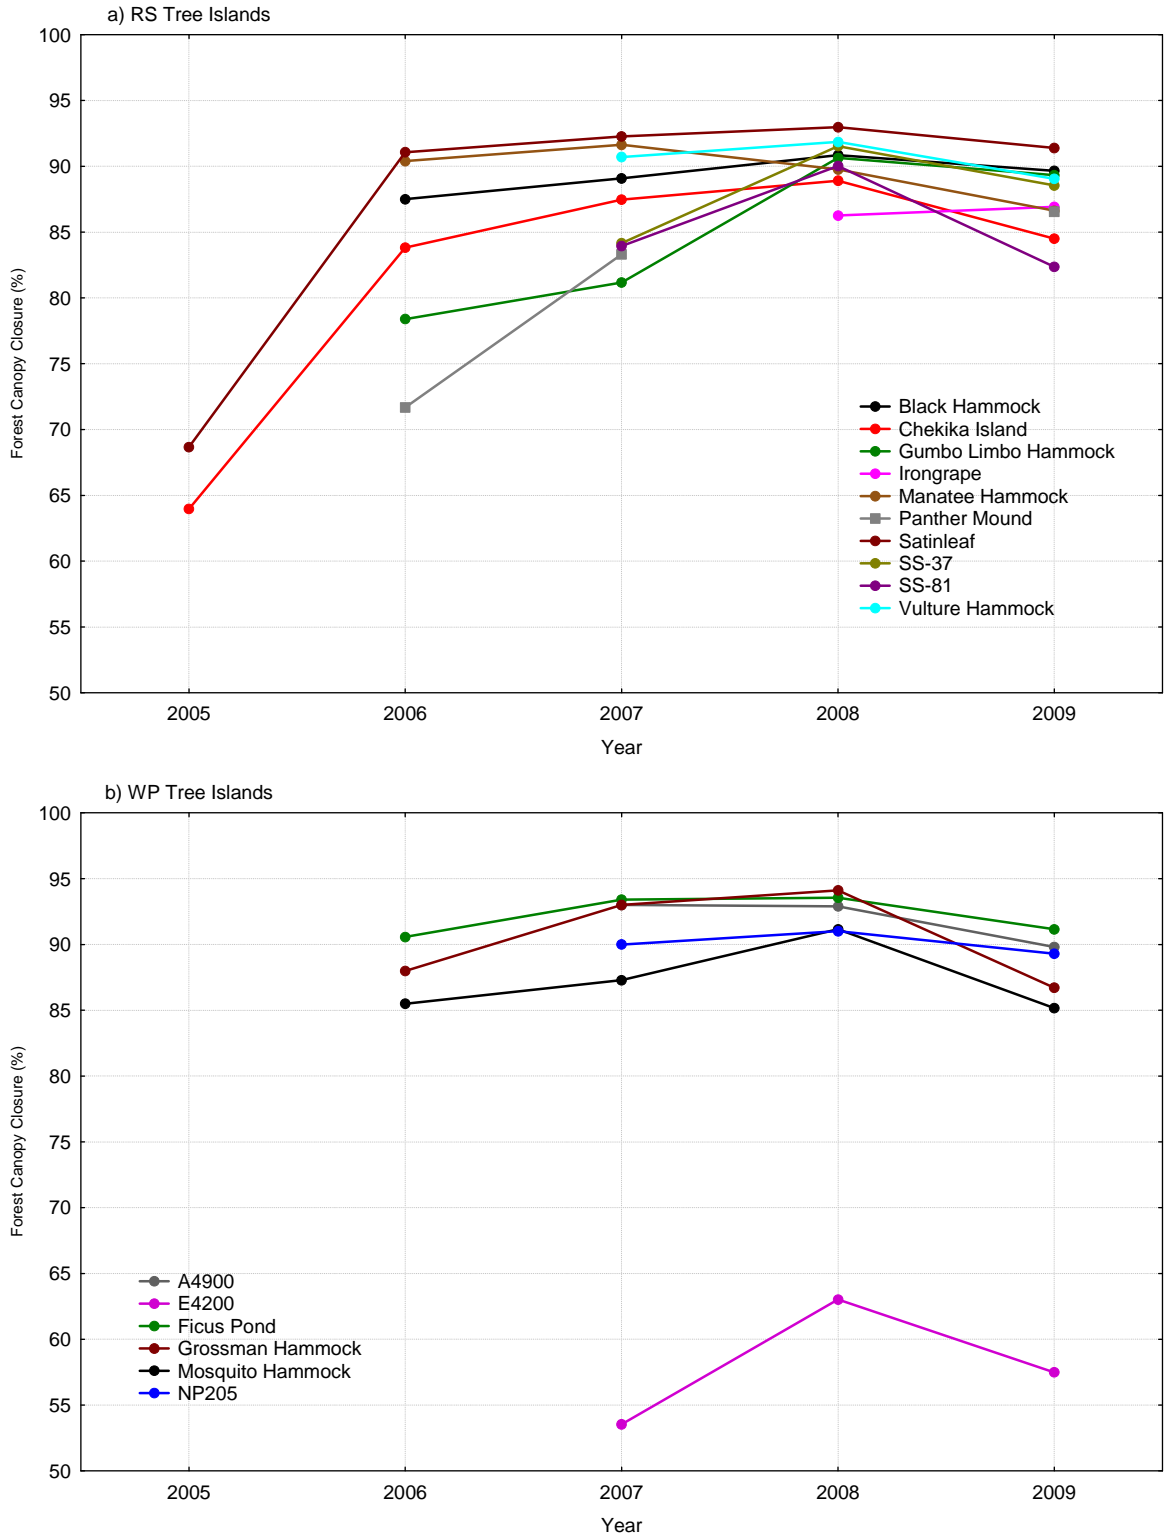 a) RS Tree Islands
100
95
90
85
80
75
70
65
60
55
50
Forest Canopy Closure (%)
Black Hammock
Chekika Island
Gumbo Limbo Hammock
Irongrape
Manatee Hammock
Panther Mound
Satinleaf
SS-37
SS-81
Vulture Hammock
2005 2006 2007 2008 2009
Year
b) WP Tree Islands
100
95
90
85
80
75
70
65
60
55
50
Forest Canopy Closure (%)
A4900
E4200
Ficus Pond
Grossman Hammock
Mosquito Hammock
NP205
2005 2006 2007 2008 2009
Year